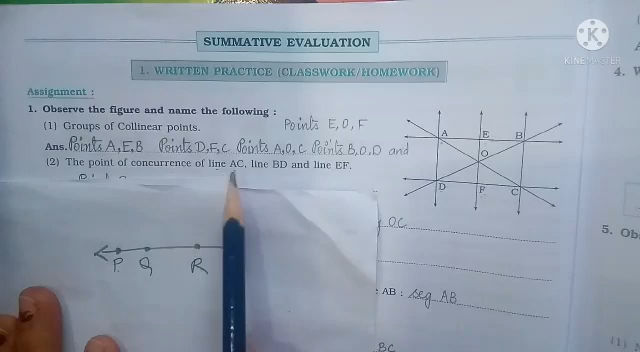 SUMMATIVE EVALUATION
KINEMASTER
1. WRITTEN PRACTICE (CLASSWORK/HOMEWORK)
4. W
Assignment :
1. Observe the figure and name the following :
(1) Groups of Collinear points. Points E, O, F
Ans. Points A, E, B Points D, F, C Points A, O, C Points B, O, D and
(2) The point of concurrence of line AC, line BD and line EF.
A E B
O
D F C
OC
5. Ob
P Q R
: AB : seg AB
BC